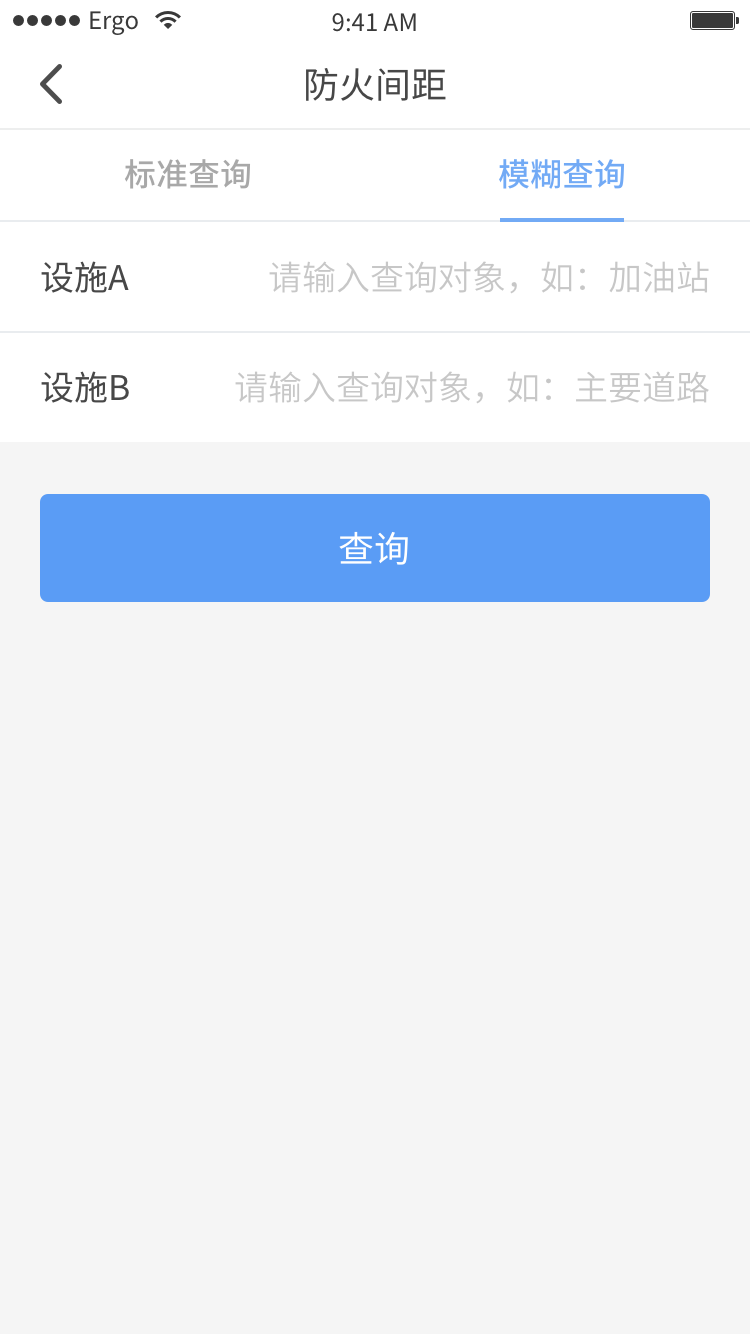 Ergo 9:41 AM
防火间距
标准查询 模糊查询
设施A 请输入查询对象，如：加油站
设施B 请输入查询对象，如：主要道路
查询